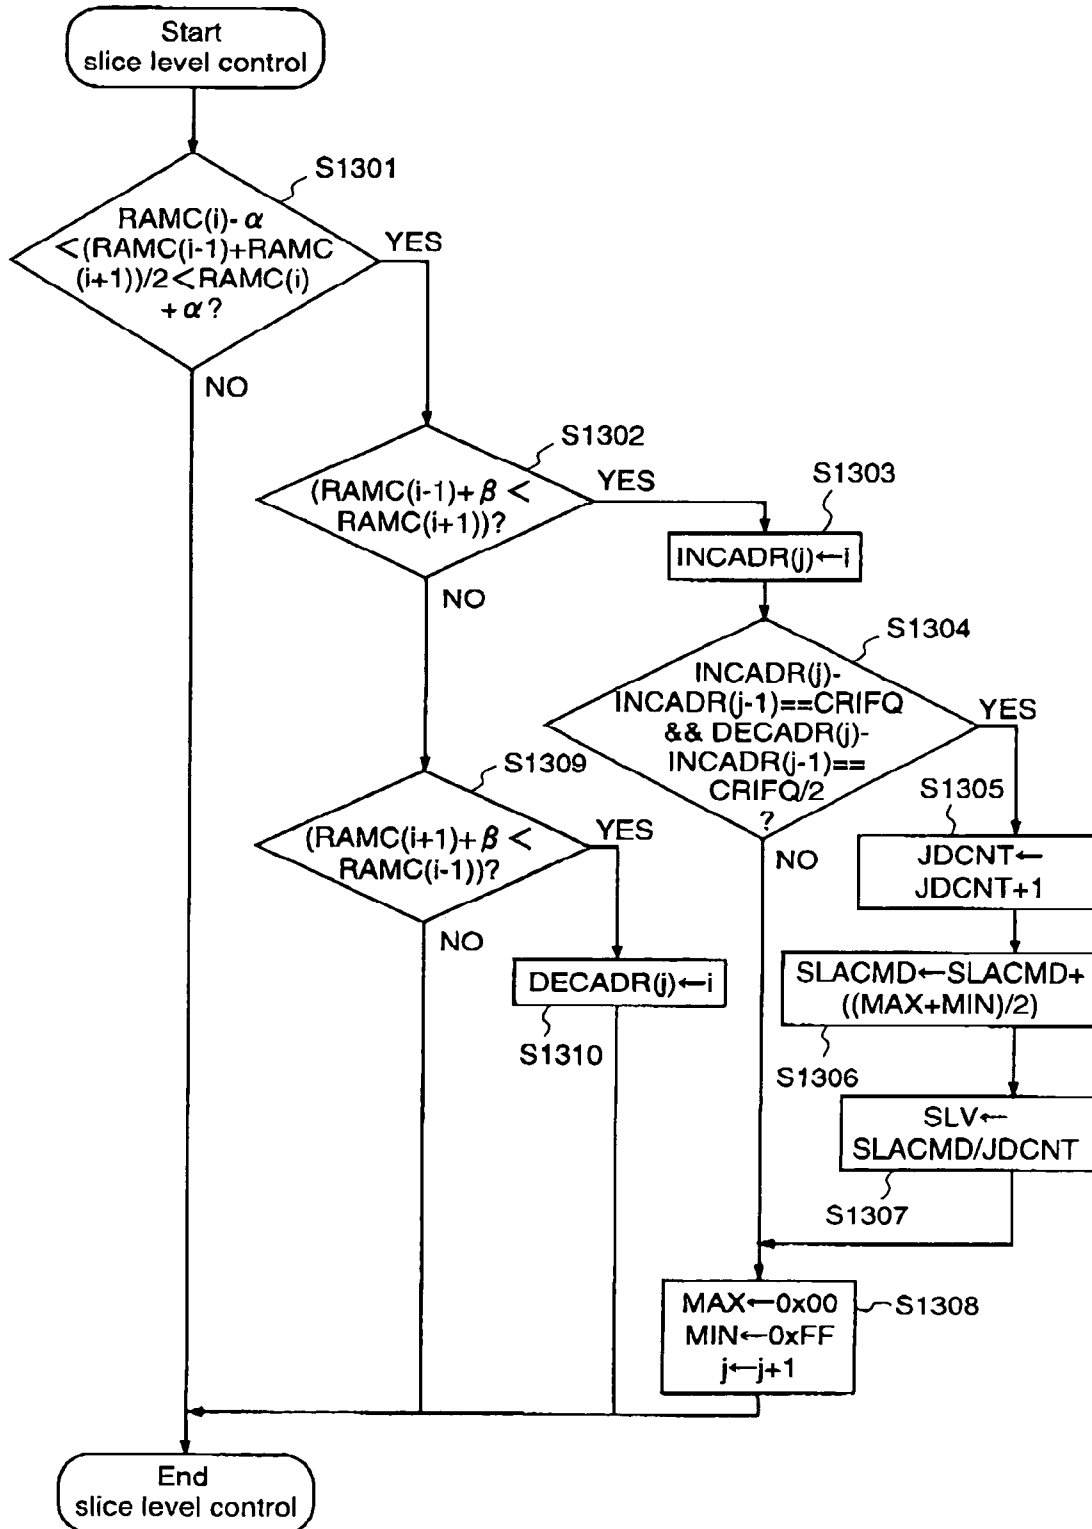 Start
slice level control
S1301
RAMC(i)- α
<(RAMC(i-1)+RAMC
(i+1))/2<RAMC(i)
+α?
YES
NO
S1302
(RAMC(i-1)+β <
RAMC(i+1))?
YES
NO
S1303
INCADR(j)←i
S1304
INCADR(j)-
INCADR(j-1)==CRIFQ
&& DECADR(j)-
INCADR(j-1)==
CRIFQ/2
?
YES
NO
S1305
JDCNT←
JDCNT+1
SLACMD←SLACMD+
((MAX+MIN)/2)
S1306
SLV←
SLACMD/JDCNT
S1307
S1309
(RAMC(i+1)+β <
RAMC(i-1))?
YES
NO
DECADR(j)←i
S1310
MAX←0x00
MIN←0xFF
j←j+1
S1308
End
slice level control